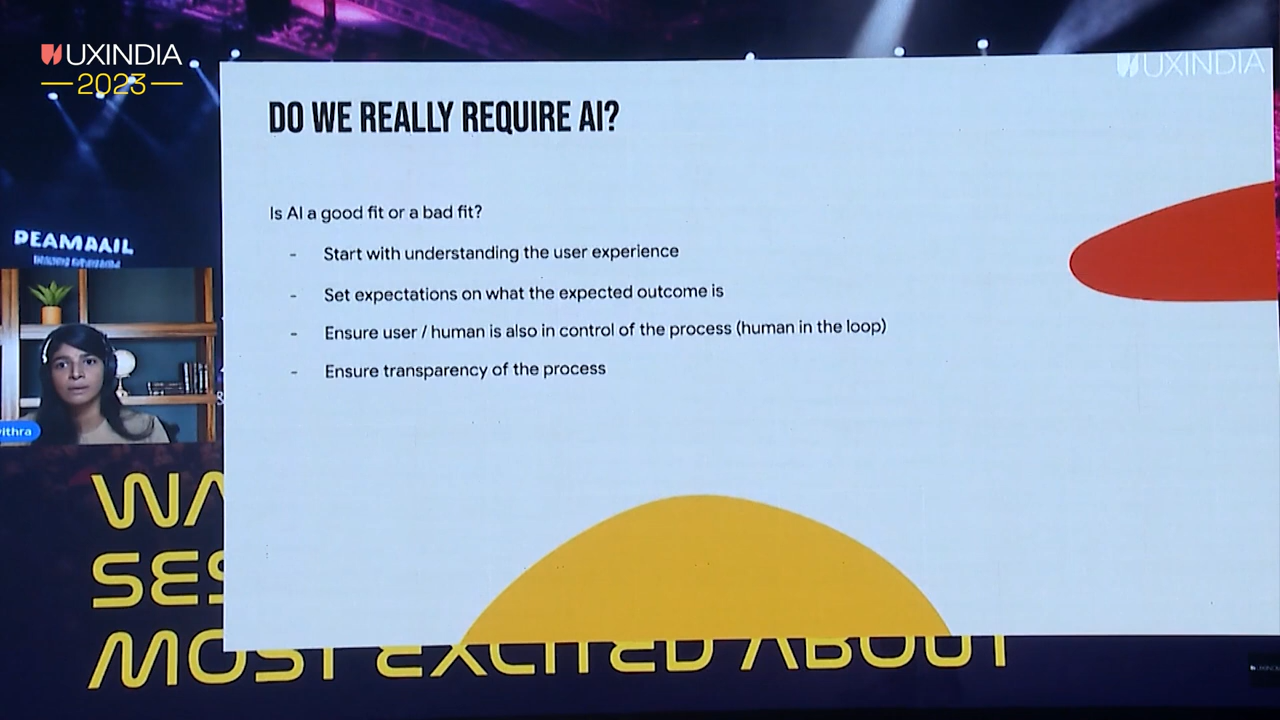 UXINDIA
2023
UXINDIA
DO WE REALLY REQUIRE AI?
Is AI a good fit or a bad fit?
- Start with understanding the user experience
- Set expectations on what the expected outcome is
- Ensure user / human is also in control of the process (human in the loop)
- Ensure transparency of the process
ithra
WA
SES
MOST EXCITED ABOUT